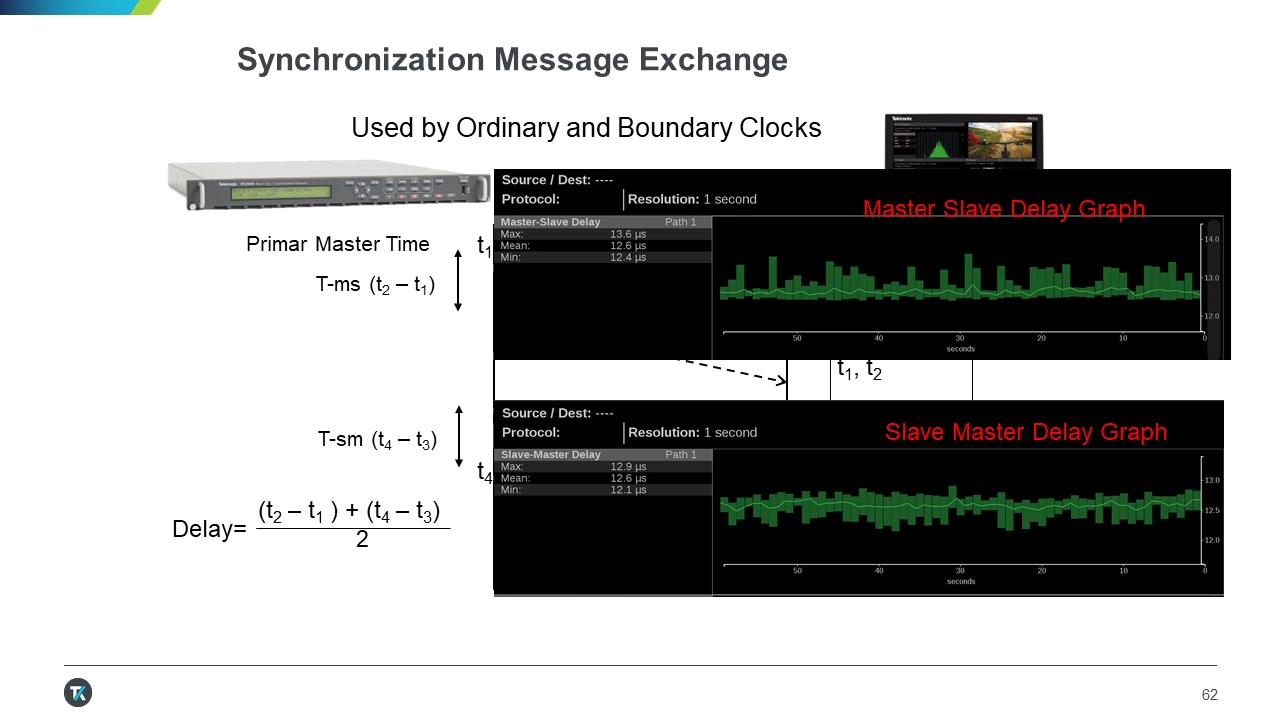 Synchronization Message Exchange
Used by Ordinary and Boundary Clocks
Tektronix
Tektronix
Primar Master Time
t1
T-ms (t2 – t1)
Source / Dest: ----
Protocol:
Resolution: 1 second
Master Slave Delay Graph
Master-Slave Delay Path 1
Max: 13.6 µs
Mean: 12.6 µs
Min: 12.4 µs
14.0
13.0
12.0
50 40 30 20 10 0
seconds
t1, t2
T-sm (t4 – t3)
t4
Source / Dest: ----
Protocol:
Resolution: 1 second
Slave Master Delay Graph
Slave-Master Delay Path 1
Max: 12.9 µs
Mean: 12.6 µs
Min: 12.1 µs
13.0
12.5
12.0
50 40 30 20 10 0
seconds
Delay= (t2 – t1 ) + (t4 – t3)
2
62